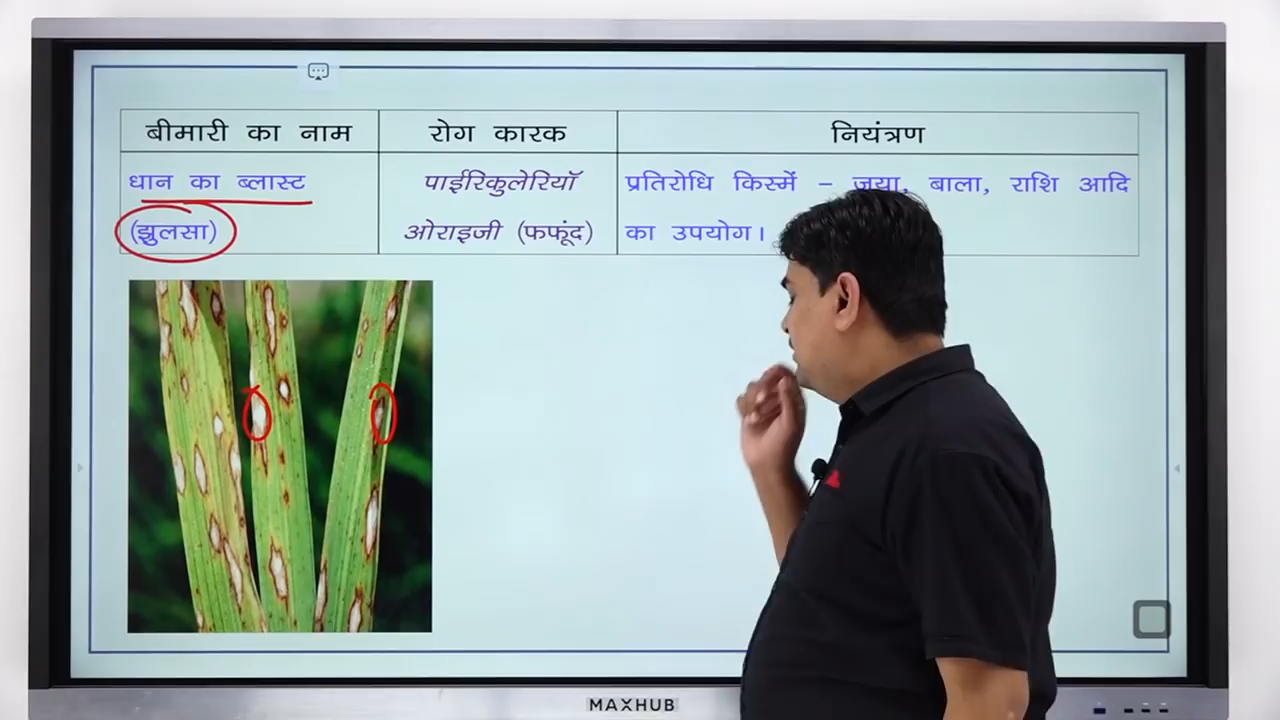 बीमारी का नाम रोग कारक नियंत्रण
धान का ब्लास्ट पाईरिकुलेरियॉ प्रतिरोधि किस्में – जया, बाला, राशि आदि
(झुलसा) ओराइजी (फफूंद) का उपयोग।
MAXHUB